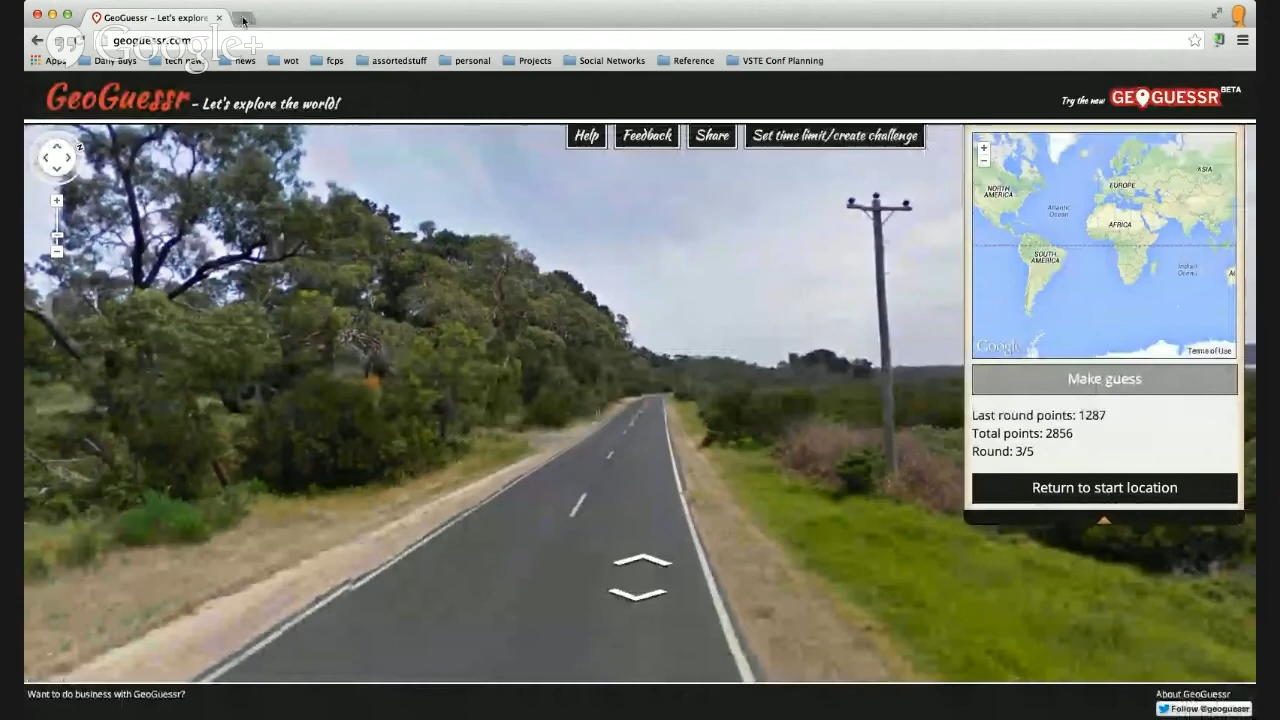 GeoGuessr - Let's explore
Google+
geoguessr.com
Apps Daily Buys tech news news wot fcps assortedstuff personal Projects Social Networks Reference VSTE Conf Planning
GeoGuessr - Let's explore the world!
Try the new GEOGUESSR BETA
Help Feedback Share Set time limit/create challenge
N
NORTH AMERICA
EUROPE
ASIA
Atlantic Ocean
AFRICA
SOUTH AMERICA
Indian Ocean
Google
Terms of Use
Make guess
Last round points: 1287
Total points: 2856
Round: 3/5
Return to start location
Want to do business with GeoGuessr?
About GeoGuessr
Follow @geoguessr